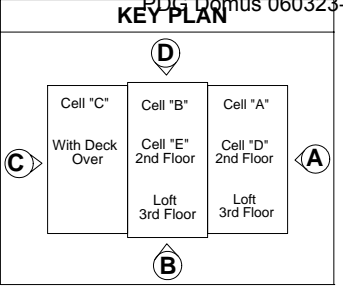 PDG Domus 060323-
KEY PLAN
D
Cell "C"
Cell "B"
Cell "A"
With Deck
Over
Cell "E"
2nd Floor
Cell "D"
2nd Floor
C
A
Loft
3rd Floor
Loft
3rd Floor
B